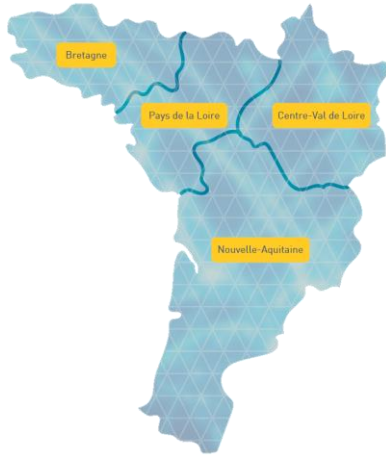 Bretagne
Pays de la Loire
Centre-Val de Loire
Nouvelle-Aquitaine